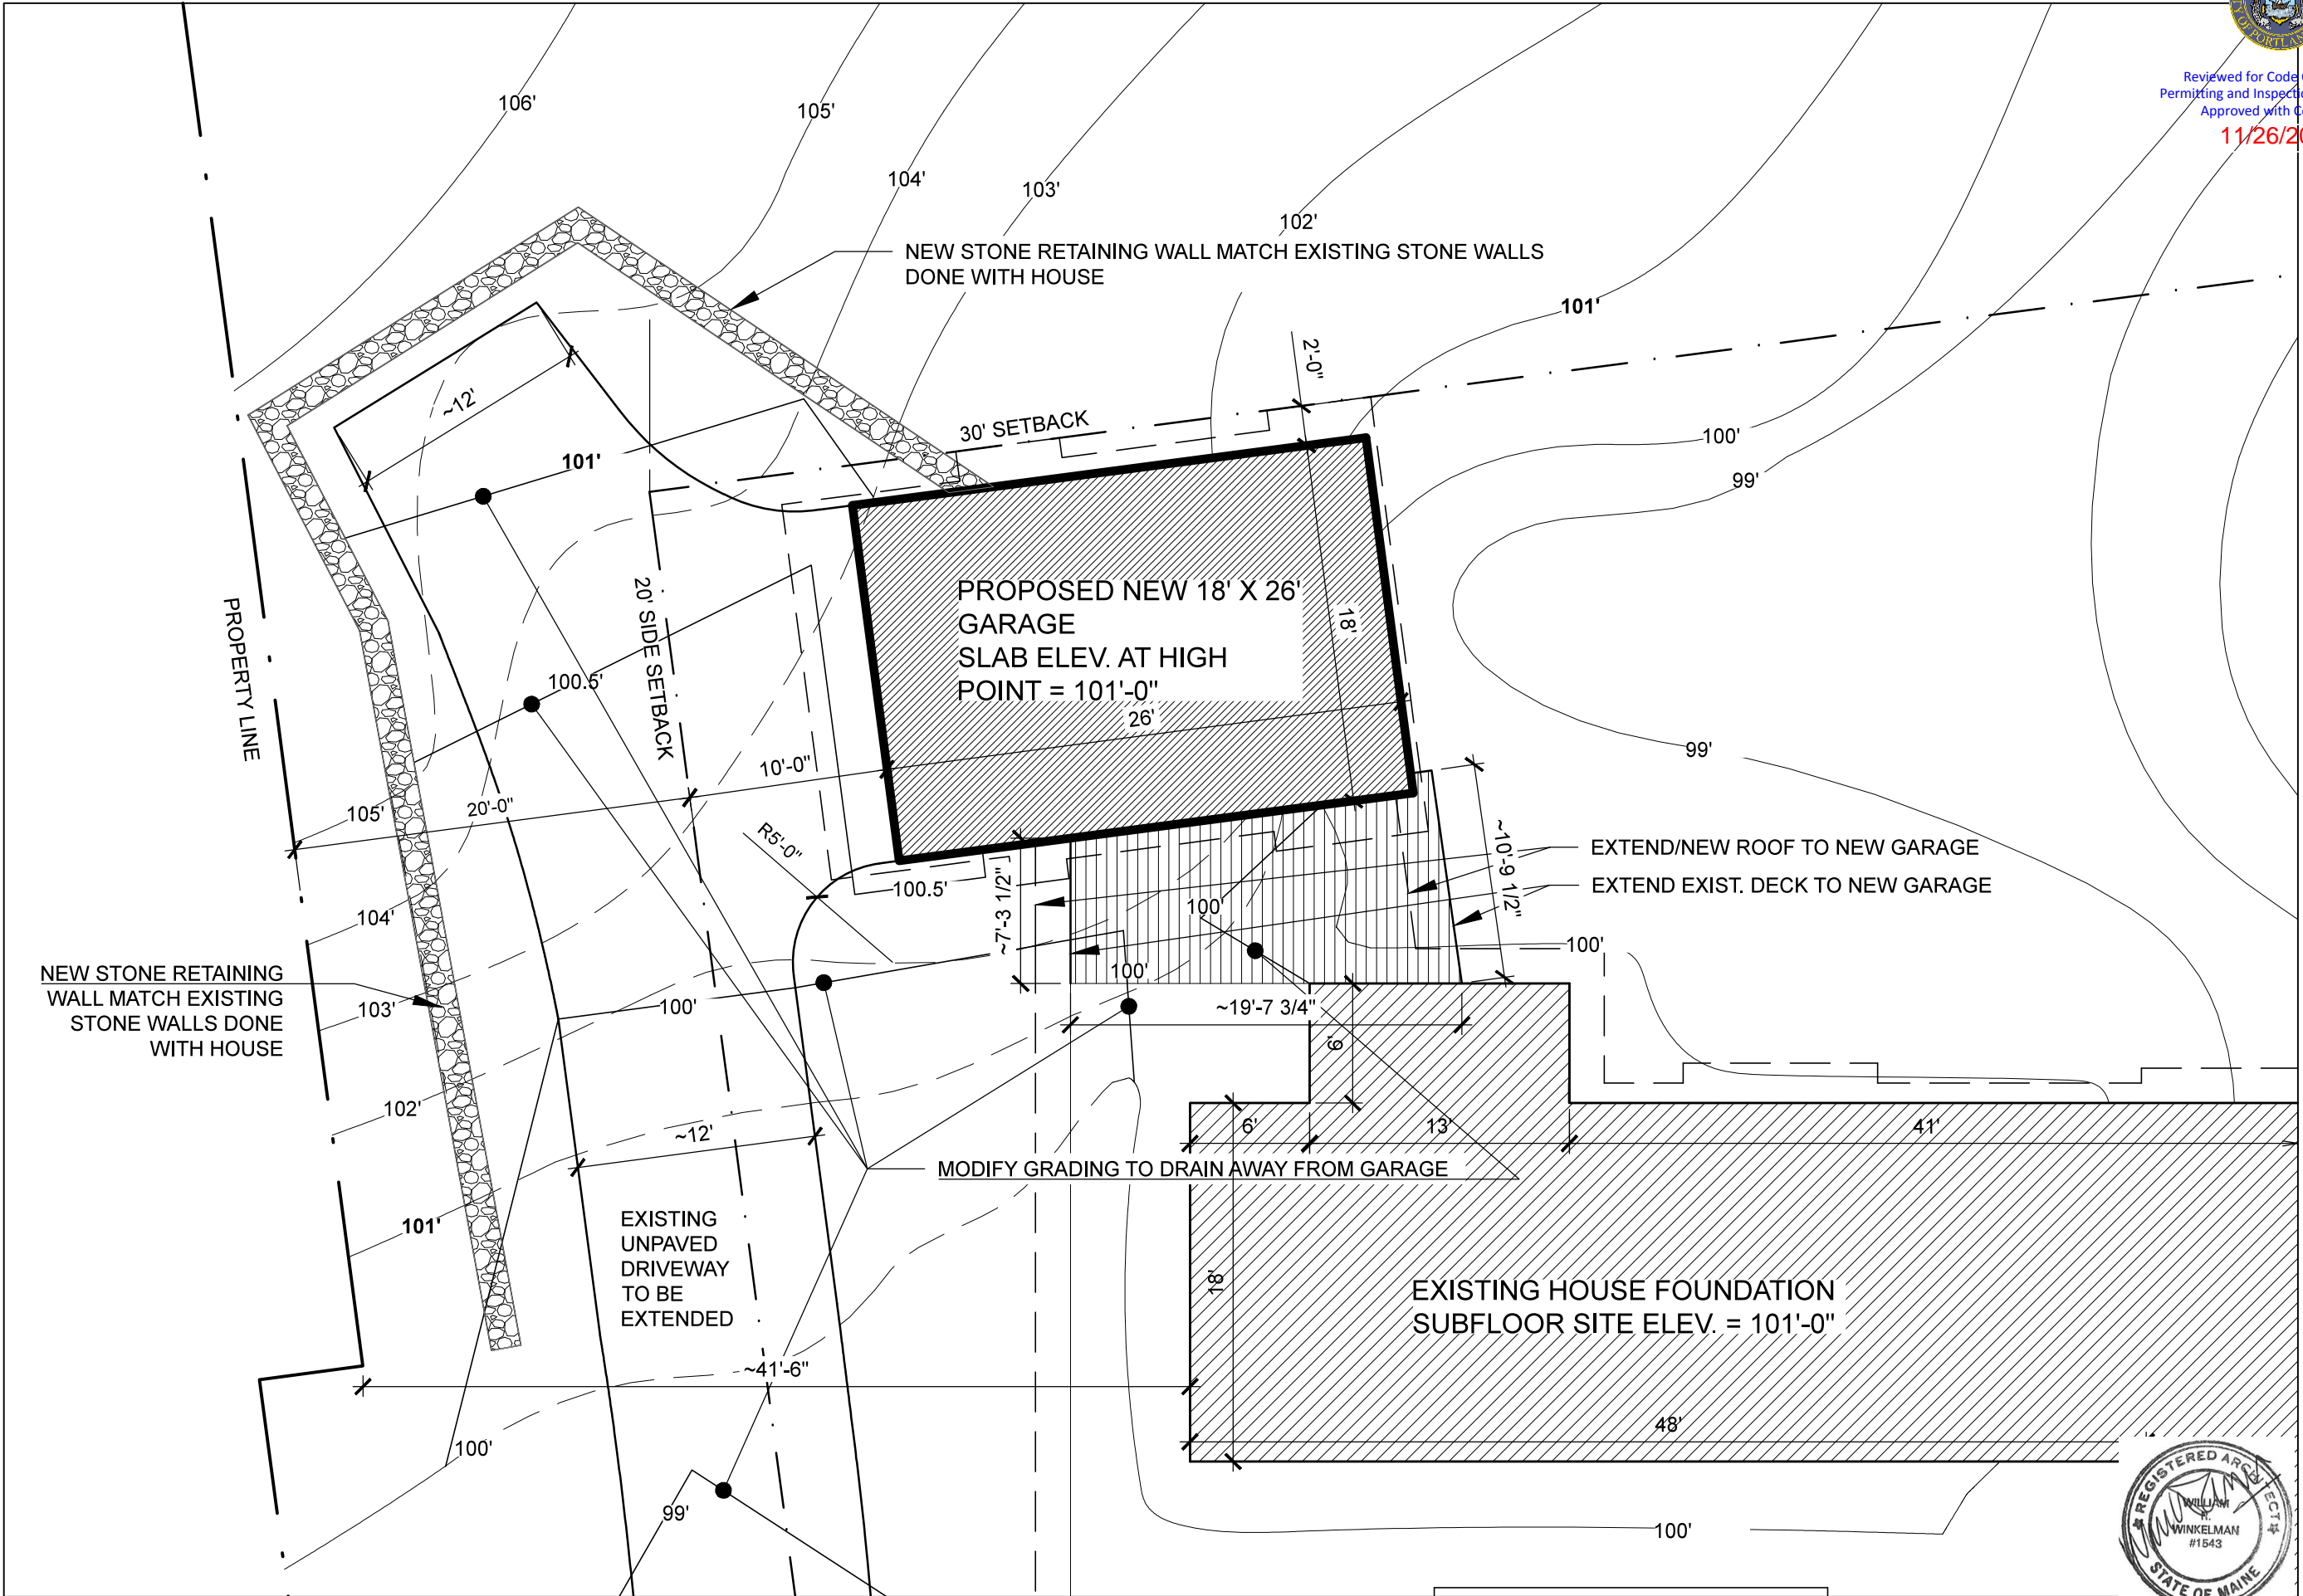 CITY OF PORTLAN
Reviewed for Code
Permitting and Inspecti
Approved with C
11/26/20
106'
105'
104'
103'
102'
NEW STONE RETAINING WALL MATCH EXISTING STONE WALLS
DONE WITH HOUSE
101'
2'-0"
~12'
30' SETBACK
101'
100'
99'
PROPERTY LINE
20' SIDE SETBACK
100.5'
PROPOSED NEW 18' X 26'
GARAGE
SLAB ELEV. AT HIGH
POINT = 101'-0"
18'
26'
99'
10'-0"
20'-0"
105'
R5'-0"
100.5'
~7'-3 1/2"
~10'-9 1/2"
EXTEND/NEW ROOF TO NEW GARAGE
EXTEND EXIST. DECK TO NEW GARAGE
100'
104'
100'
100'
NEW STONE RETAINING
WALL MATCH EXISTING
STONE WALLS DONE
WITH HOUSE
103'
100'
~19'-7 3/4"
6'
102'
~12'
6'
13'
41'
MODIFY GRADING TO DRAIN AWAY FROM GARAGE
101'
EXISTING
UNPAVED
DRIVEWAY
TO BE
EXTENDED
18'
EXISTING HOUSE FOUNDATION
SUBFLOOR SITE ELEV. = 101'-0"
~41'-6"
48'
100'
99'
100'
REGISTERED ARCHITECT
WILLIAM
WINKELMAN
#1543
STATE OF MAINE